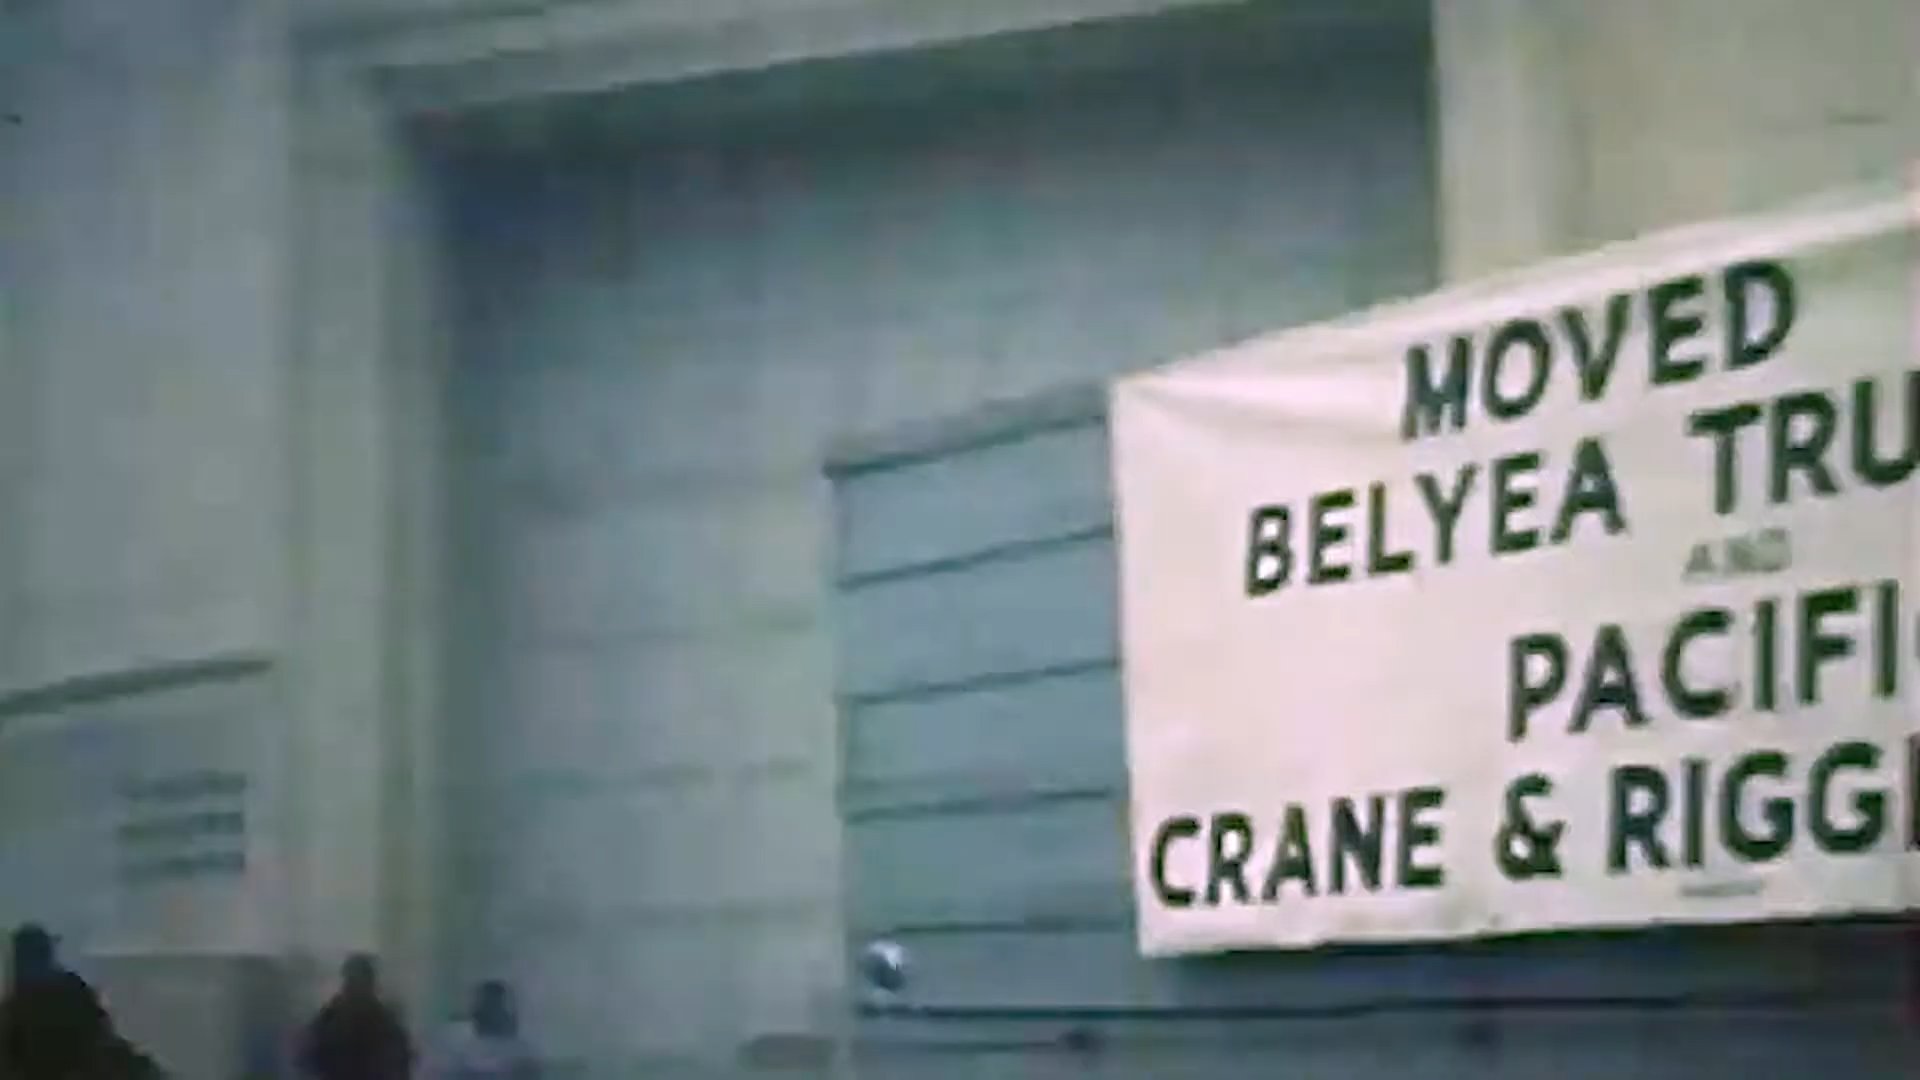 MOVED
BELYEA TRU
AND
PACIFI
CRANE & RIGG